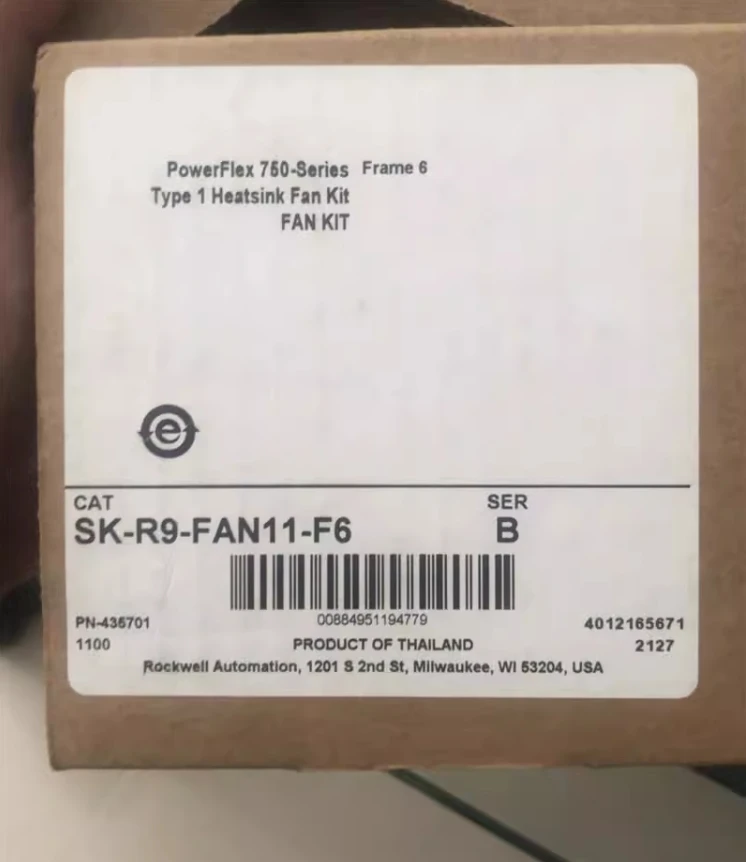 PowerFlex 750-Series Frame 6
Type 1 Heatsink Fan Kit
FAN KIT
e
CAT SER
SK-R9-FAN11-F6 B
00884951194779
PN-435701 4012165671
1100 PRODUCT OF THAILAND 2127
Rockwell Automation, 1201 S 2nd St, Milwaukee, WI 53204, USA